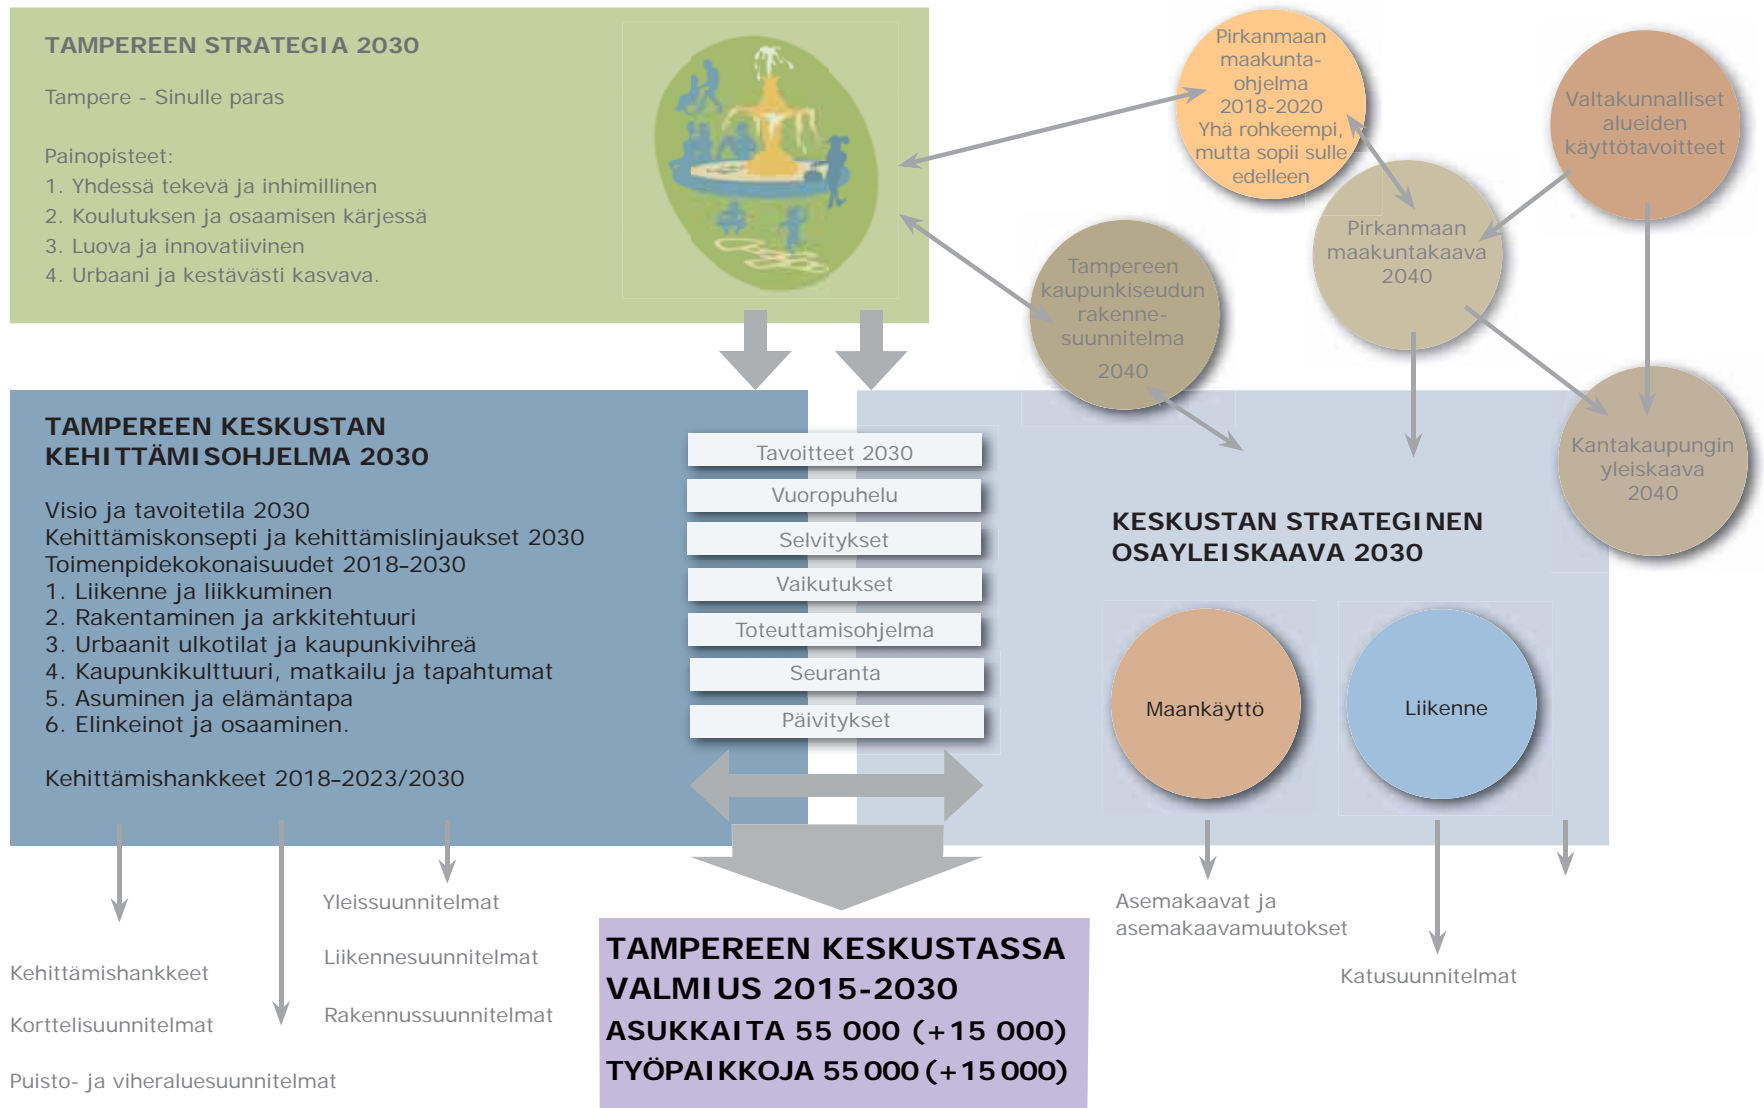 TAMPEREEN STRATEGIA 2030
Tampere - Sinulle paras
Painopisteet:
1. Yhdessä tekevä ja inhimillinen
2. Koulutuksen ja osaamisen kärjessä
3. Luova ja innovatiivinen
4. Urbaani ja kestävästi kasvava.
Pirkanmaan
maakunta-
ohjelma
2018-2020
Yhä rohkeempi,
mutta sopii sulle
edelleen
Valtakunnalliset
alueiden
käyttötavoitteet
Pirkanmaan
maakuntakaava
2040
Tampereen
kaupunkiseudun
rakenne-
suunnitelma
2040
Kantakaupungin
yleiskaava
2040
TAMPEREEN KESKUSTAN
KEHITTÄMISOHJELMA 2030
Visio ja tavoitetila 2030
Kehittämiskonsepti ja kehittämislinjaukset 2030
Toimenpidekokonaisuudet 2018–2030
1. Liikenne ja liikkuminen
2. Rakentaminen ja arkkitehtuuri
3. Urbaanit ulkotilat ja kaupunkivihreä
4. Kaupunkikulttuuri, matkailu ja tapahtumat
5. Asuminen ja elämäntapa
6. Elinkeinot ja osaaminen.
Kehittämishankkeet 2018–2023/2030
Tavoitteet 2030
Vuoropuhelu
Selvitykset
Vaikutukset
Toteuttamisohjelma
Seuranta
Päivitykset
KESKUSTAN STRATEGINEN
OSAYLEISKAAVA 2030
Maankäyttö
Liikenne
Yleissuunnitelmat
Liikennesuunnitelmat
Rakennussuunnitelmat
Kehittämishankkeet
Korttelisuunnitelmat
Puisto- ja viheraluesuunnitelmat
TAMPEREEN KESKUSTASSA
VALMIUS 2015-2030
ASUKKAITA 55 000 (+15 000)
TYÖPAIKKOJA 55 000 (+15 000)
Asemakaavat ja
asemakaavamuutokset
Katusuunnitelmat